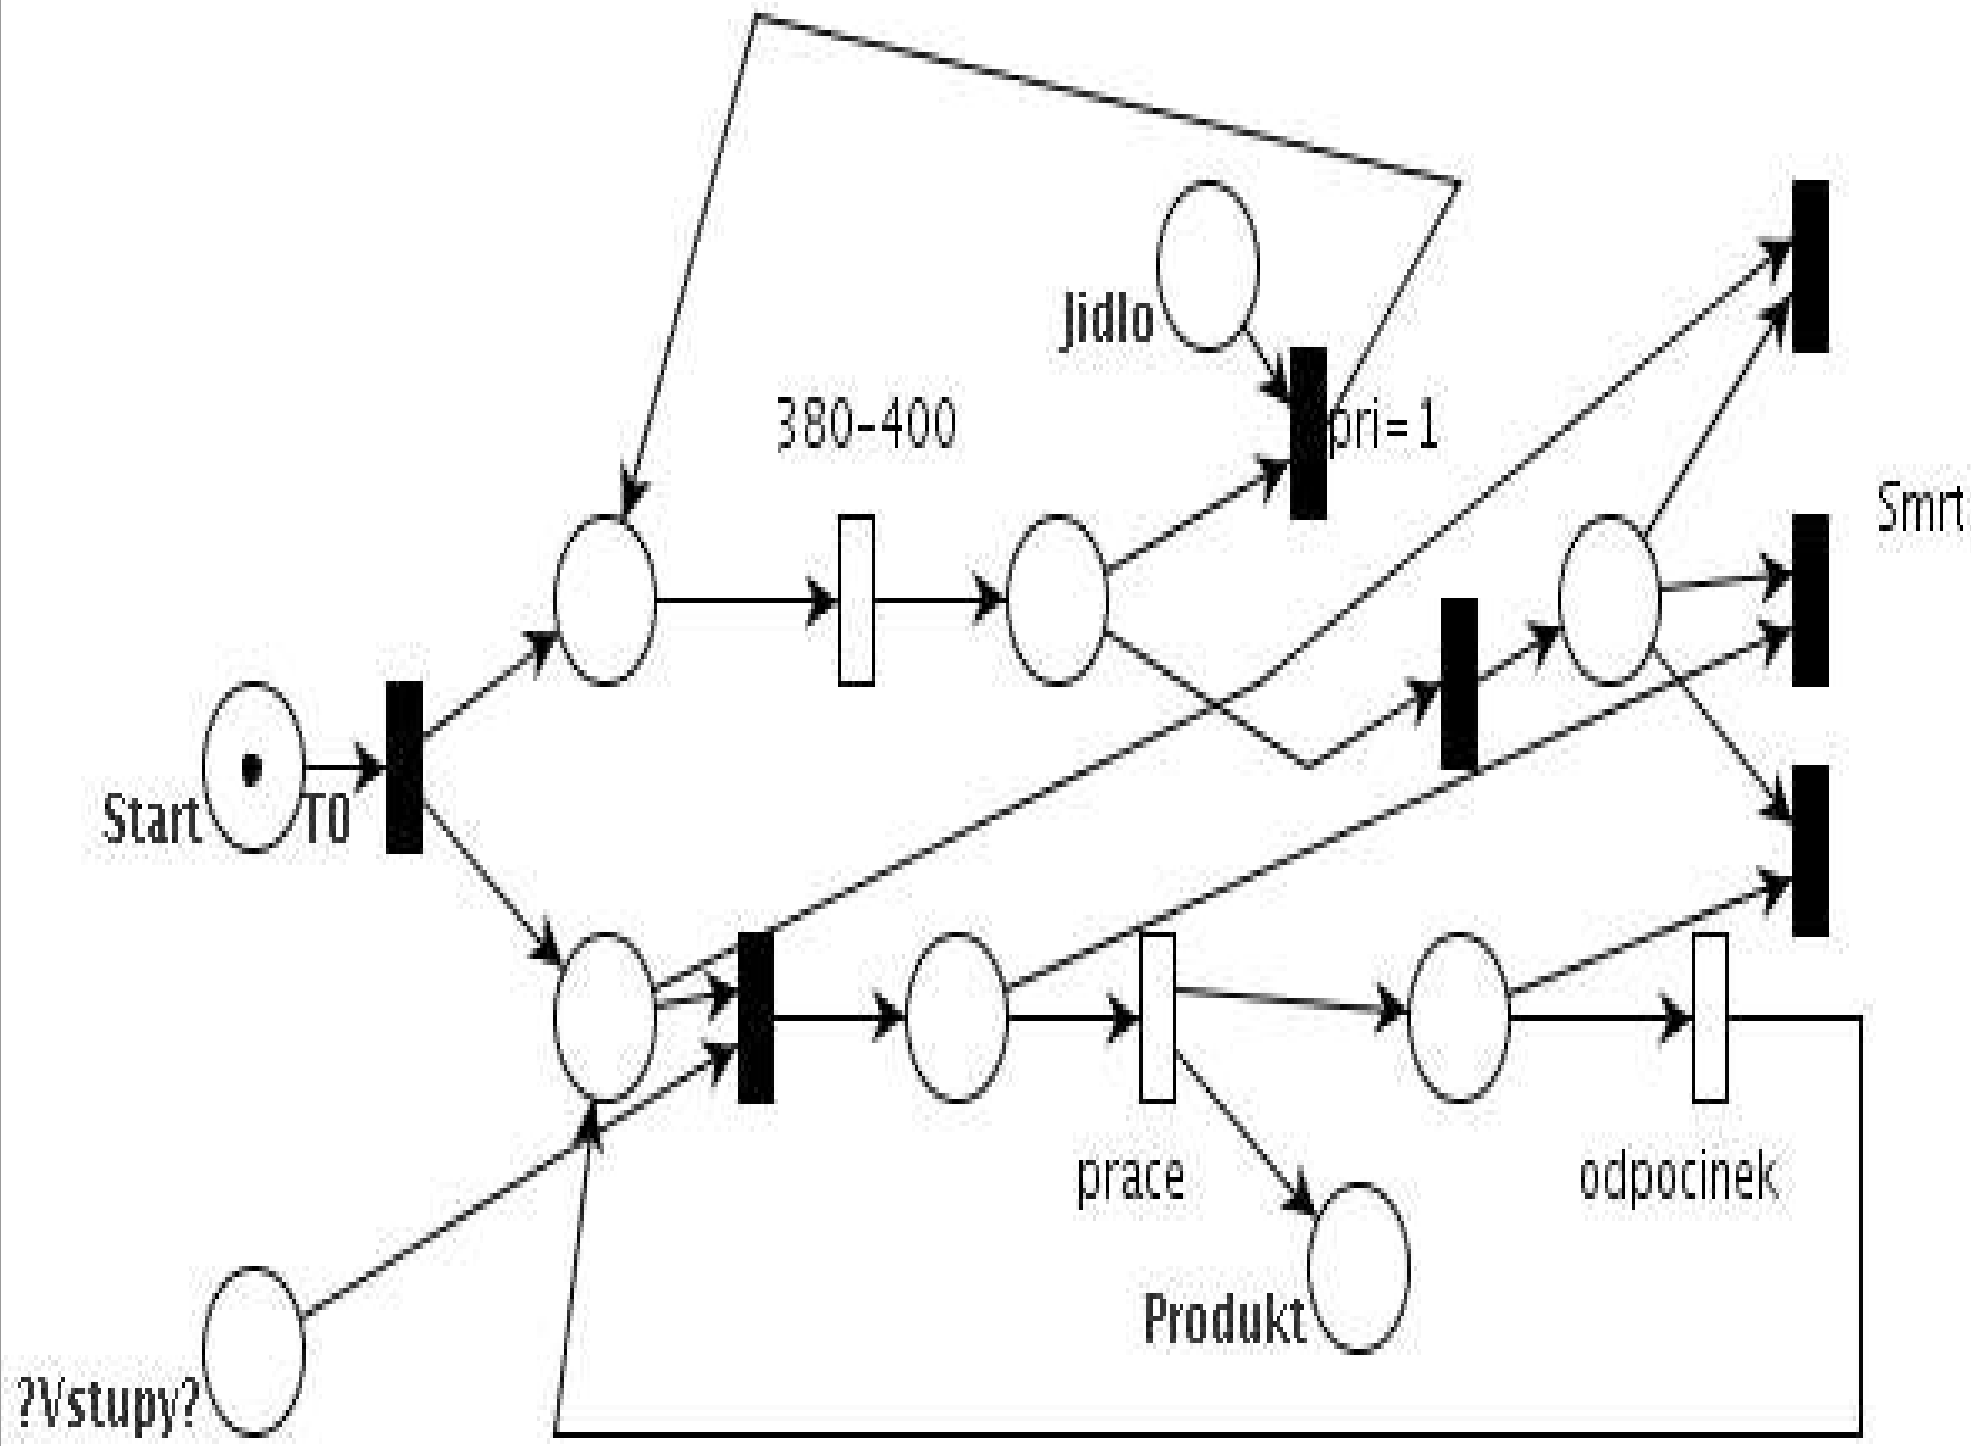 Jidlo
380-400
pri=1
Smrt
Start
T0
prace
odpocinek
Produkt
?Vstupy?